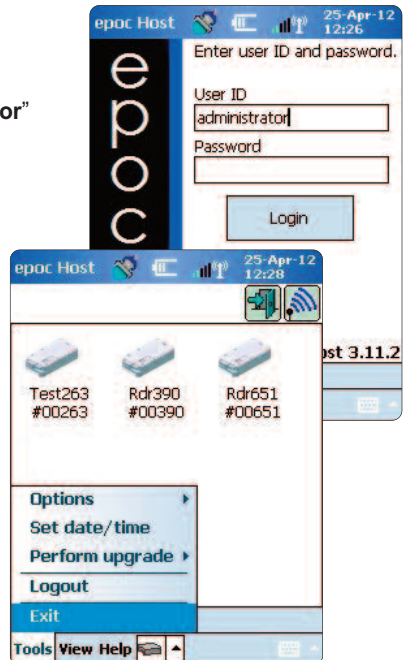 or”
epoc Host
25-Apr-12
12:26
epoc
Enter user ID and password.
User ID
administrator
Password
Login
ost 3.11.2
epoc Host
25-Apr-12
12:28
Test263
#00263
Rdr390
#00390
Rdr651
#00651
Options
Set date/time
Perform upgrade
Logout
Exit
Tools View Help